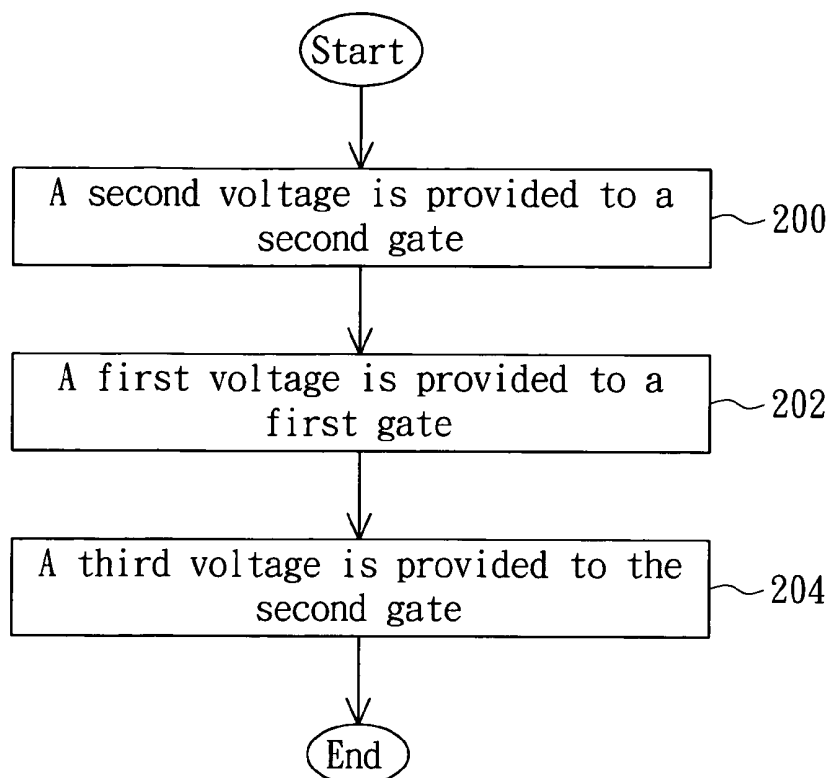 Start
A second voltage is provided to a
second gate
200
A first voltage is provided to a
first gate
202
A third voltage is provided to the
second gate
204
End